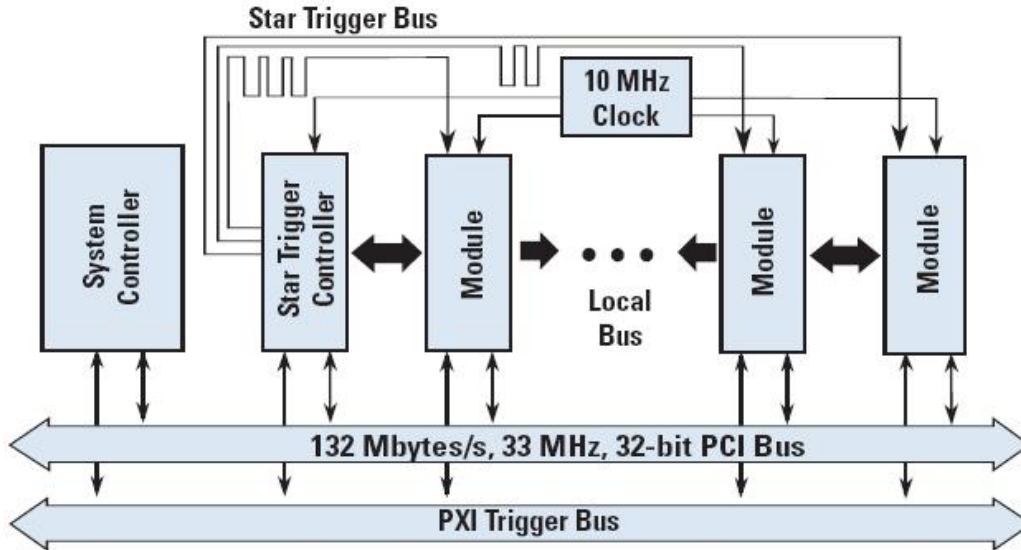 Star Trigger Bus
10 MHz
Clock
System
Controller
Star Trigger
Controller
Module
Local
Bus
Module
Module
132 Mbytes/s, 33 MHz, 32-bit PCI Bus
PXI Trigger Bus